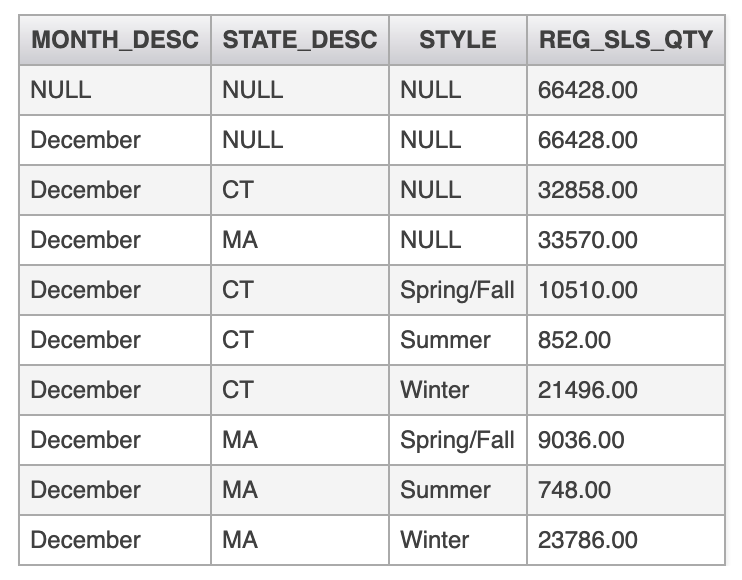 MONTH_DESC STATE_DESC STYLE REG_SLS_QTY
NULL NULL NULL 66428.00
December NULL NULL 66428.00
December CT NULL 32858.00
December MA NULL 33570.00
December CT Spring/Fall 10510.00
December CT Summer 852.00
December CT Winter 21496.00
December MA Spring/Fall 9036.00
December MA Summer 748.00
December MA Winter 23786.00